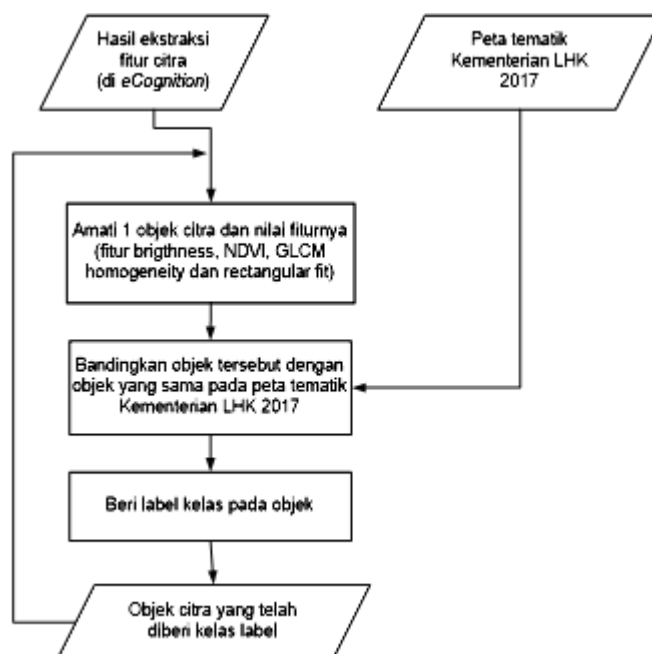 Hasil ekstraksi
fitur citra
(di eCognition)
Peta tematik
Kementerian LHK
2017
Amati 1 objek citra dan nilai fiturnya
(fitur brigthness, NDVI, GLCM
homogeneity dan rectangular fit)
Bandingkan objek tersebut dengan
objek yang sama pada peta tematik
Kementerian LHK 2017
Beri label kelas pada objek
Objek citra yang telah
diberi kelas label